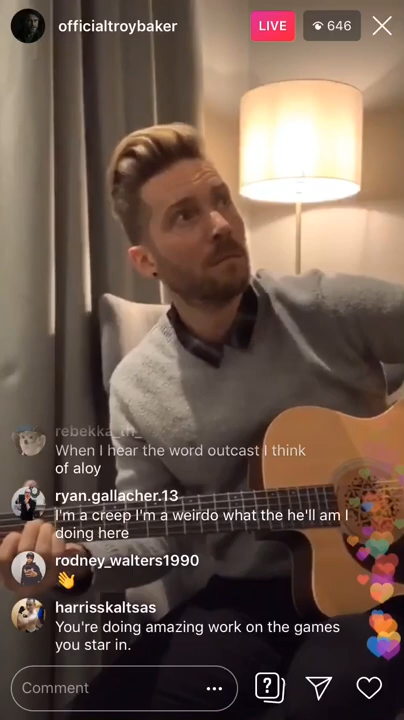 officialtroybaker
LIVE
646
rebekka_th_
When I hear the word outcast I think
of aloy
ryan.gallacher.13
I'm a creep I'm a weirdo what the he'll am I
doing here
rodney_walters1990
👋
harrisskaltsas
You're doing amazing work on the games
you star in.
Comment